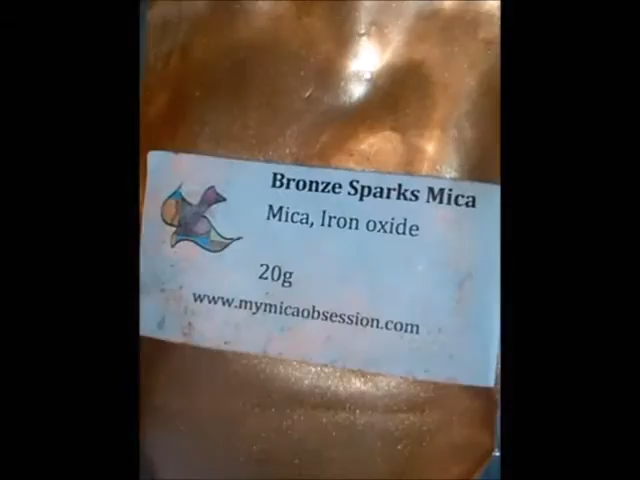 Bronze Sparks Mica
Mica, Iron oxide
20g
www.mymicaobsession.com